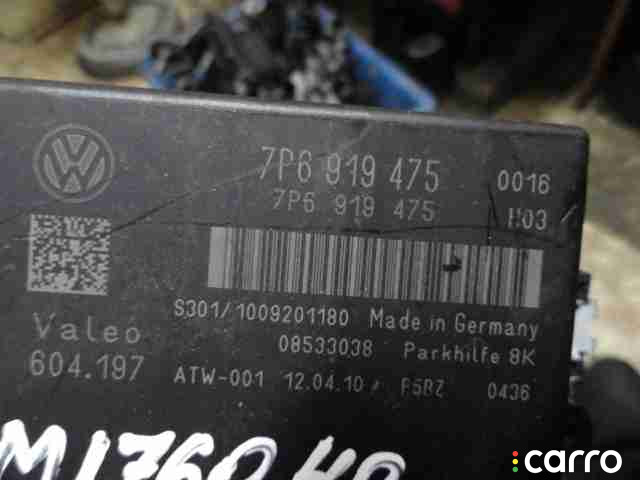 7P6 919 475 0016
7P6 919 475 H03
S301/1009201180 Made in Germany
Valeo 08533038 Parkhilfe 8K
604.197 ATW-001 12.04.10 0436
M1760
carro